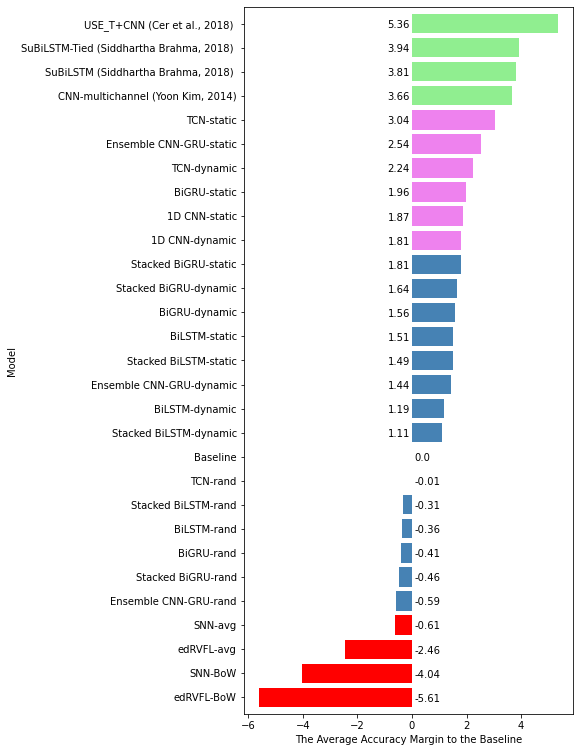 USE_T+CNN (Cer et al., 2018) 5.36
SuBiLSTM-Tied (Siddhartha Brahma, 2018) 3.94
SuBiLSTM (Siddhartha Brahma, 2018) 3.81
CNN-multichannel (Yoon Kim, 2014) 3.66
TCN-static 3.04
Ensemble CNN-GRU-static 2.54
TCN-dynamic 2.24
BiGRU-static 1.96
1D CNN-static 1.87
1D CNN-dynamic 1.81
Stacked BiGRU-static 1.81
Stacked BiGRU-dynamic 1.64
BiGRU-dynamic 1.56
BiLSTM-static 1.51
Stacked BiLSTM-static 1.49
Ensemble CNN-GRU-dynamic 1.44
BiLSTM-dynamic 1.19
Stacked BiLSTM-dynamic 1.11
Baseline 0.0
TCN-rand -0.01
Stacked BiLSTM-rand -0.31
BiLSTM-rand -0.36
BiGRU-rand -0.41
Stacked BiGRU-rand -0.46
Ensemble CNN-GRU-rand -0.59
SNN-avg -0.61
edRVFL-avg -2.46
SNN-BoW -4.04
edRVFL-BoW -5.61
Model
−6 −4 −2 0 2 4
The Average Accuracy Margin to the Baseline